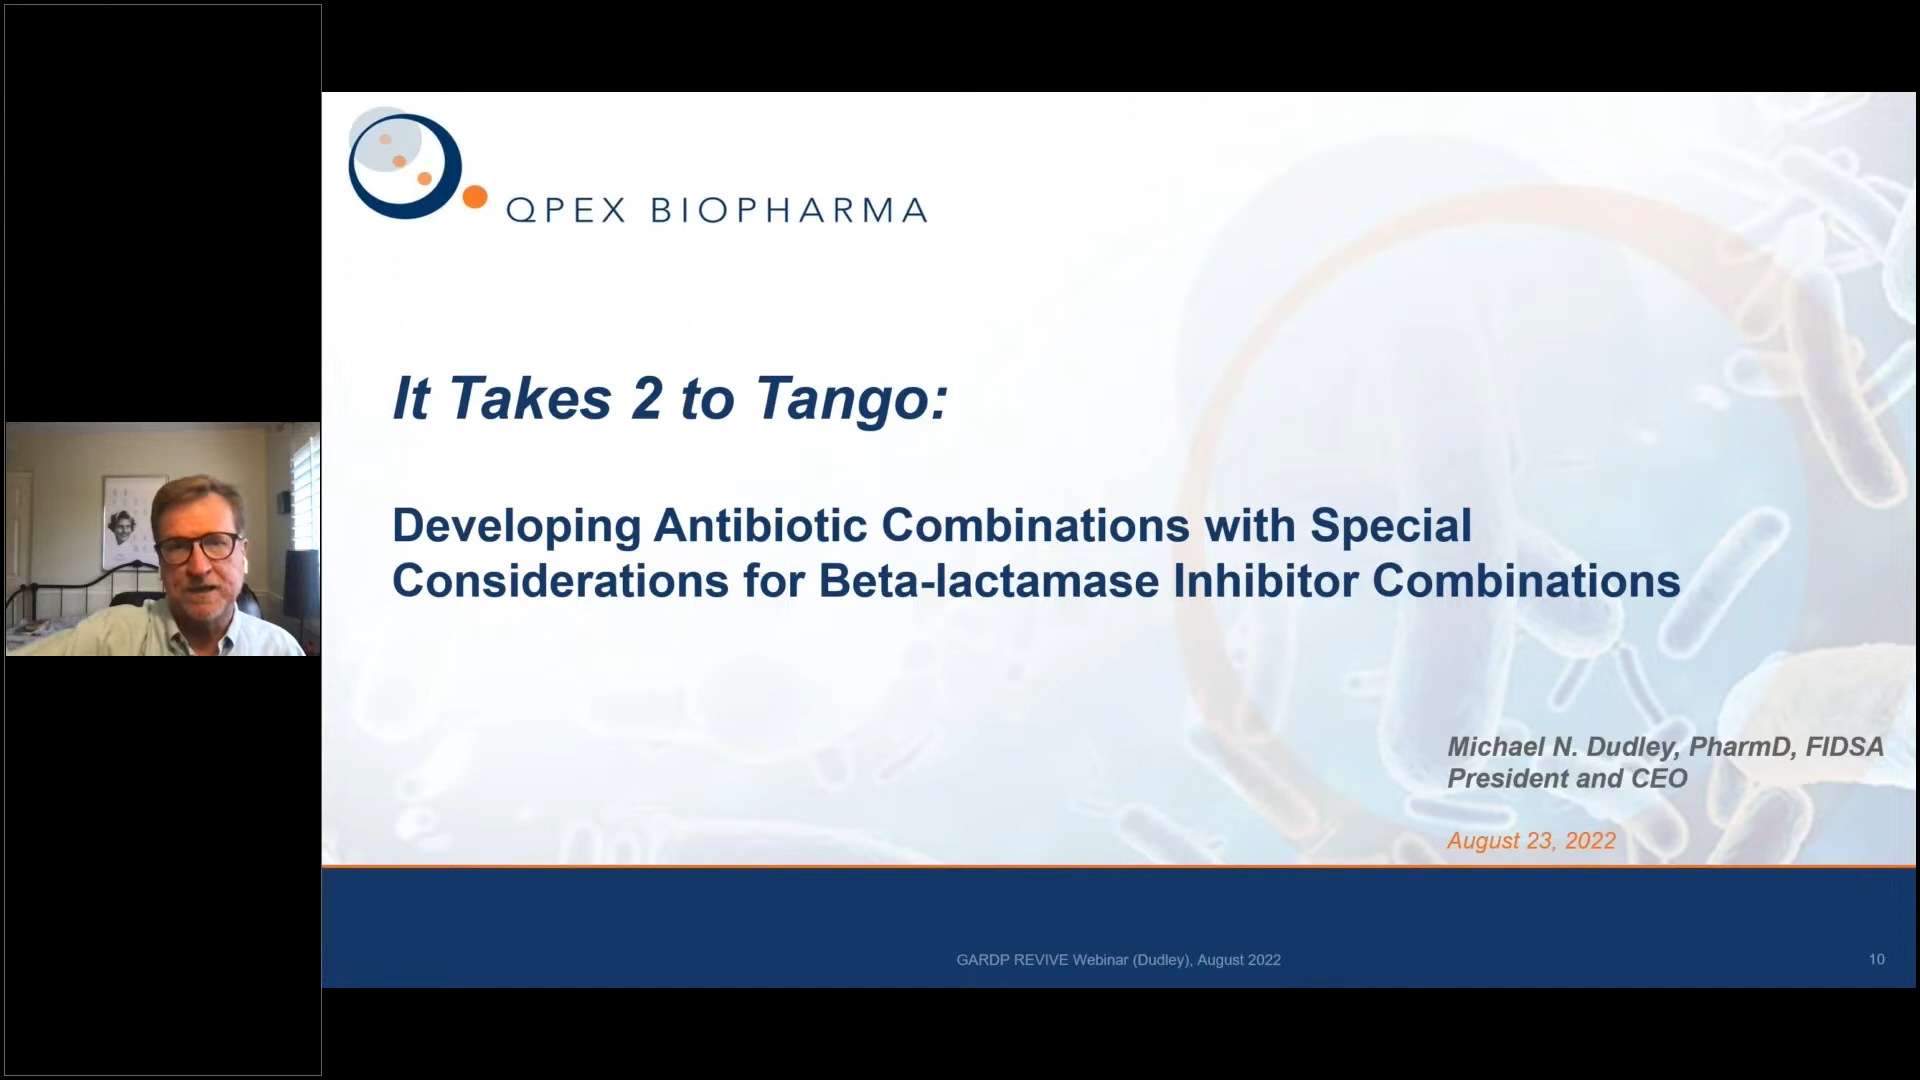 QPEX BIOPHARMA
It Takes 2 to Tango:
Developing Antibiotic Combinations with Special
Considerations for Beta-lactamase Inhibitor Combinations
Michael N. Dudley, PharmD, FIDSA
President and CEO
August 23, 2022
GARDP REVIVE Webinar (Dudley), August 2022
10